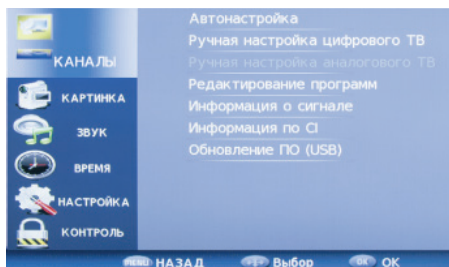 КАНАЛЫ
КАРТИНКА
ЗВУК
ВРЕМЯ
НАСТРОЙКА
КОНТРОЛЬ
Автонастройка
Ручная настройка цифрового ТВ
Ручная настройка аналогового ТВ
Редактирование программ
Информация о сигнале
Информация по CI
Обновление ПО (USB)
MENU НАЗАД Выбор OK OK